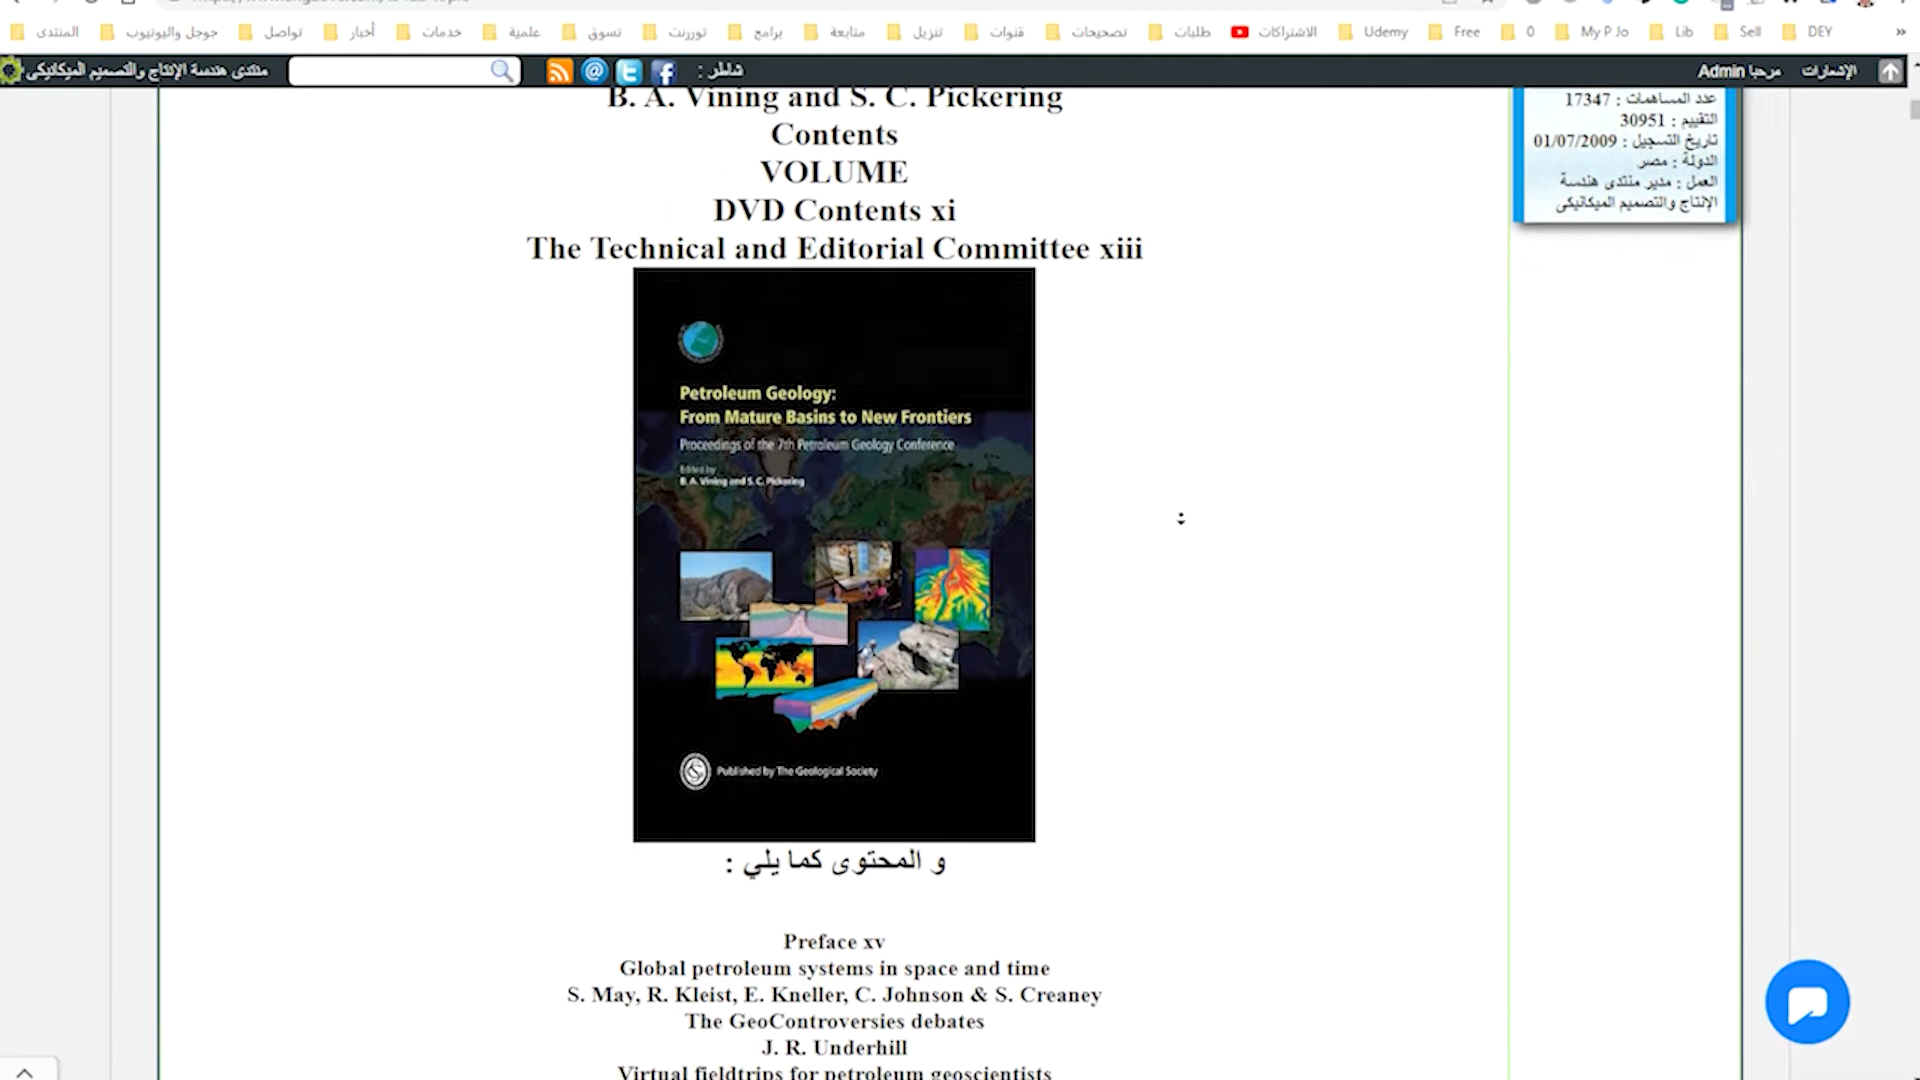 المنتدى جوجل واليوتيوب تواصل أخبار خدمات علمية تسوق توررنت برامج متابعة تنزيل قنوات تصحيحات طلبات الاشتراكات Udemy Free 0 My P Jo Lib Sell DEY »
منتدى هندسة الإنتاج والتصميم الميكانيكى
شاطر :
مرحبا Admin
الإشعارات
B. A. Vining and S. C. Pickering
Contents
VOLUME
DVD Contents xi
The Technical and Editorial Committee xiii
عدد المساهمات : 17347
التقييم : 30951
تاريخ التسجيل : 01/07/2009
الدولة : مصر
العمل : مدير منتدى هندسة
الإنتاج والتصميم الميكانيكى
Petroleum Geology:
From Mature Basins to New Frontiers
Proceedings of the 7th Petroleum Geology Conference
Edited by
B. A. Vining and S. C. Pickering
Published by The Geological Society
و المحتوى كما يلي :
Preface xv
Global petroleum systems in space and time
S. May, R. Kleist, E. Kneller, C. Johnson & S. Creaney
The GeoControversies debates
J. R. Underhill
Virtual fieldtrips for petroleum geoscientists